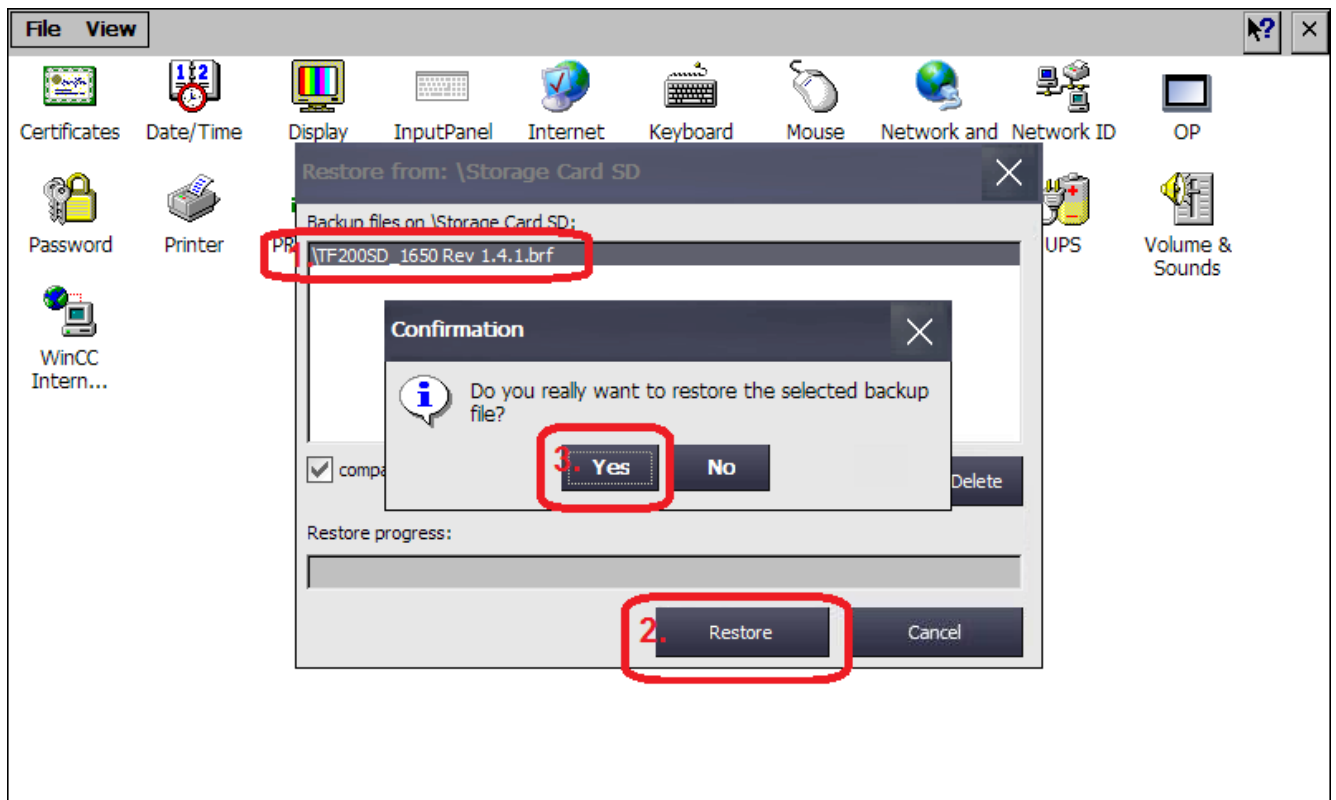 File View
Certificates Date/Time Display InputPanel Internet Keyboard Mouse Network and Network ID OP
Restore from: \Storage Card SD
Password Printer PR UPS Volume &
Sounds
Backup files on \Storage Card SD:
1. \TF200SD_1650 Rev 1.4.1.brf
WinCC
Intern...
Confirmation
Do you really want to restore the selected backup
file?
3. Yes No
compa Delete
Restore progress:
2. Restore Cancel